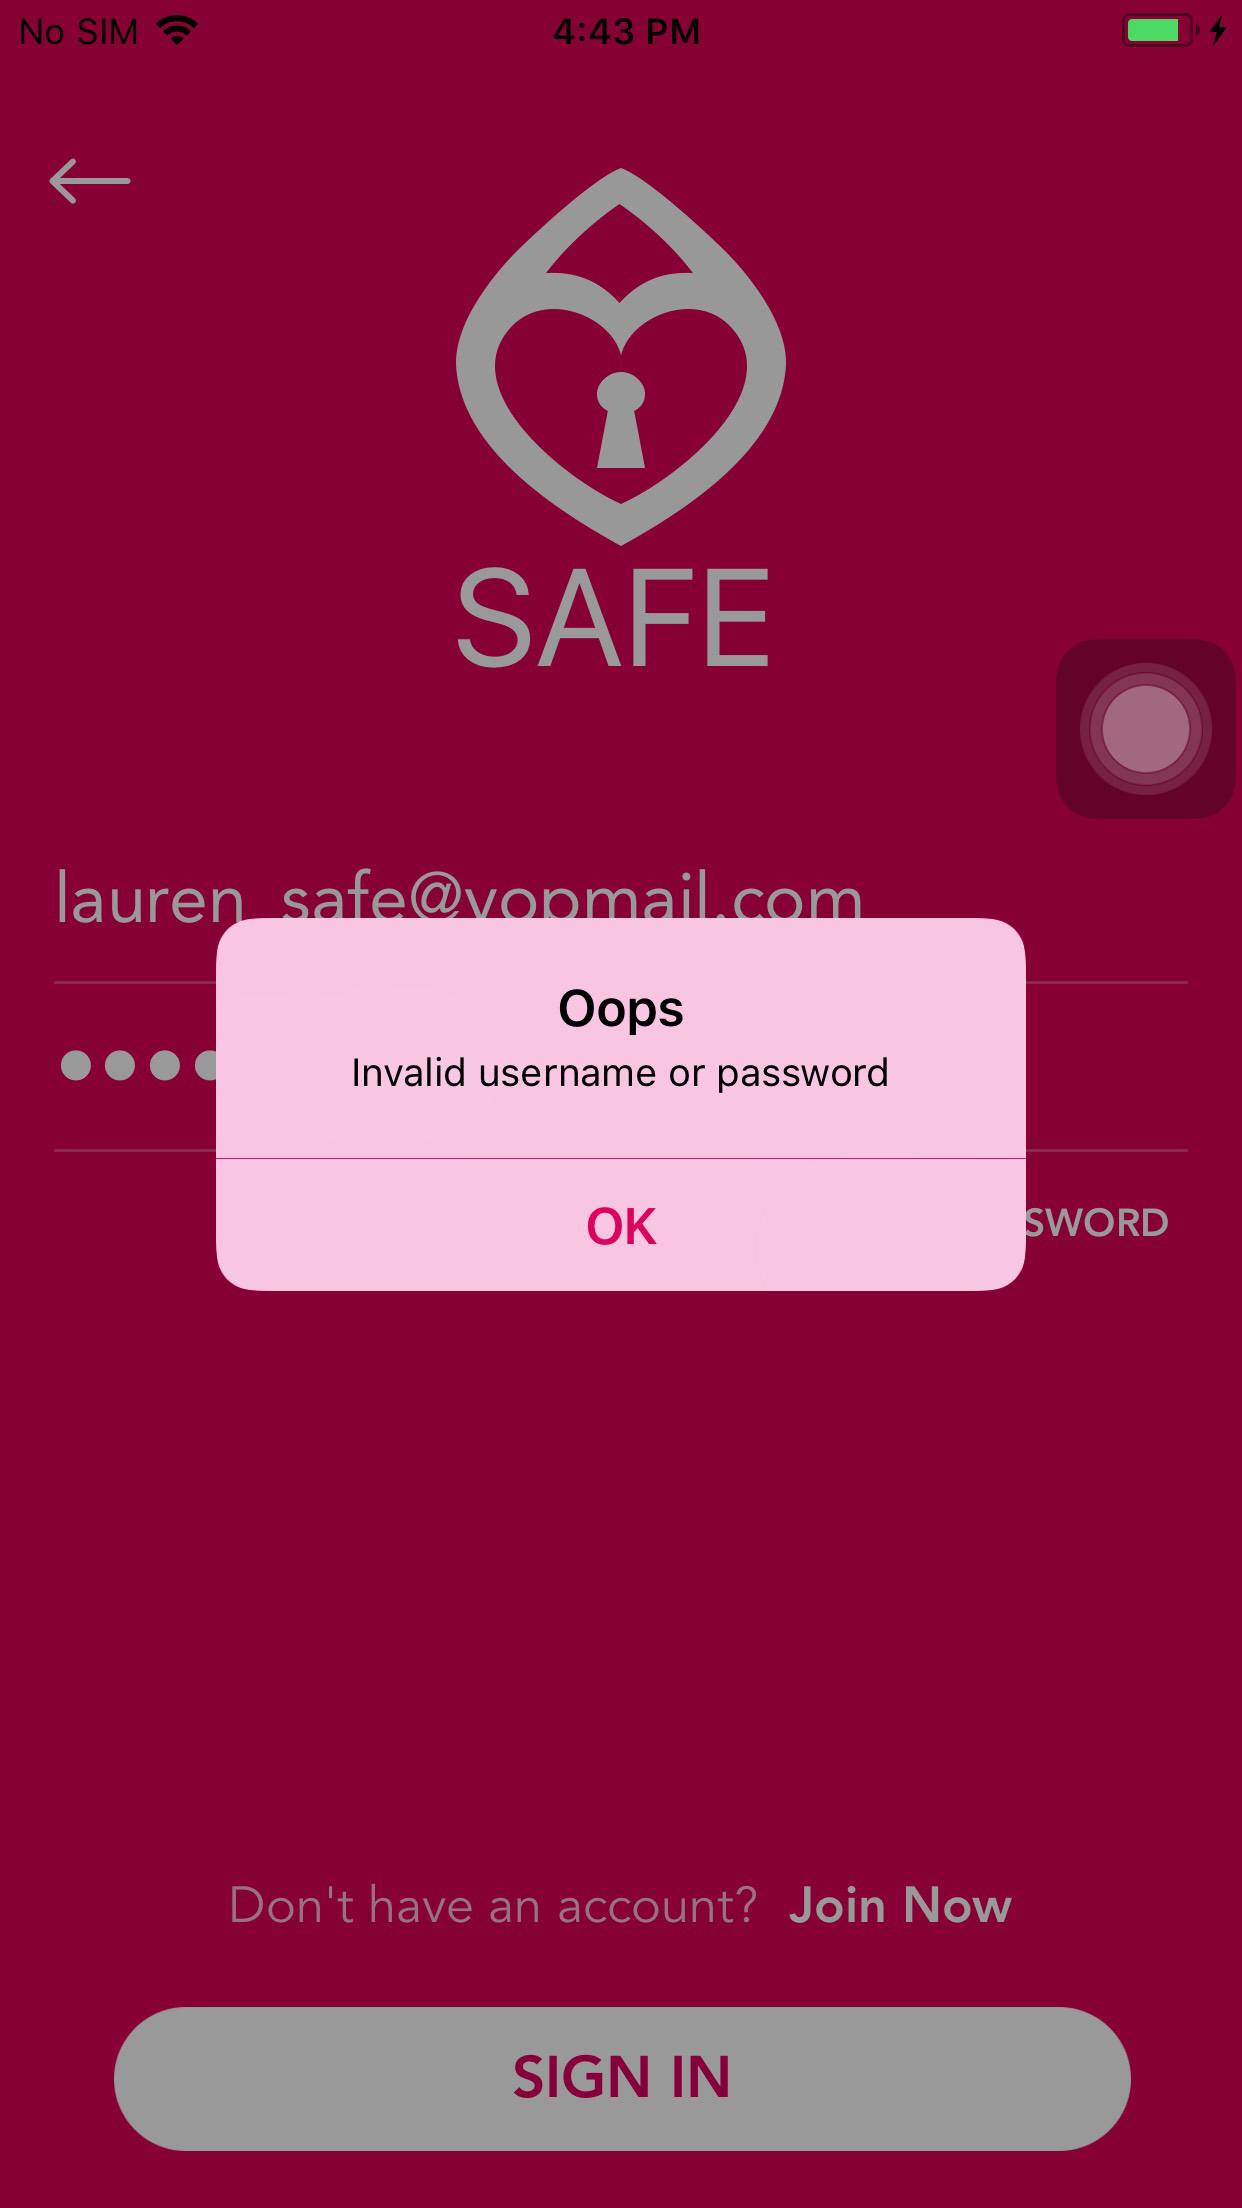 No SIM 4:43 PM
SAFE
lauren_safe@yopmail.com
Oops
Invalid username or password
OK
SWORD
Don't have an account? Join Now
SIGN IN